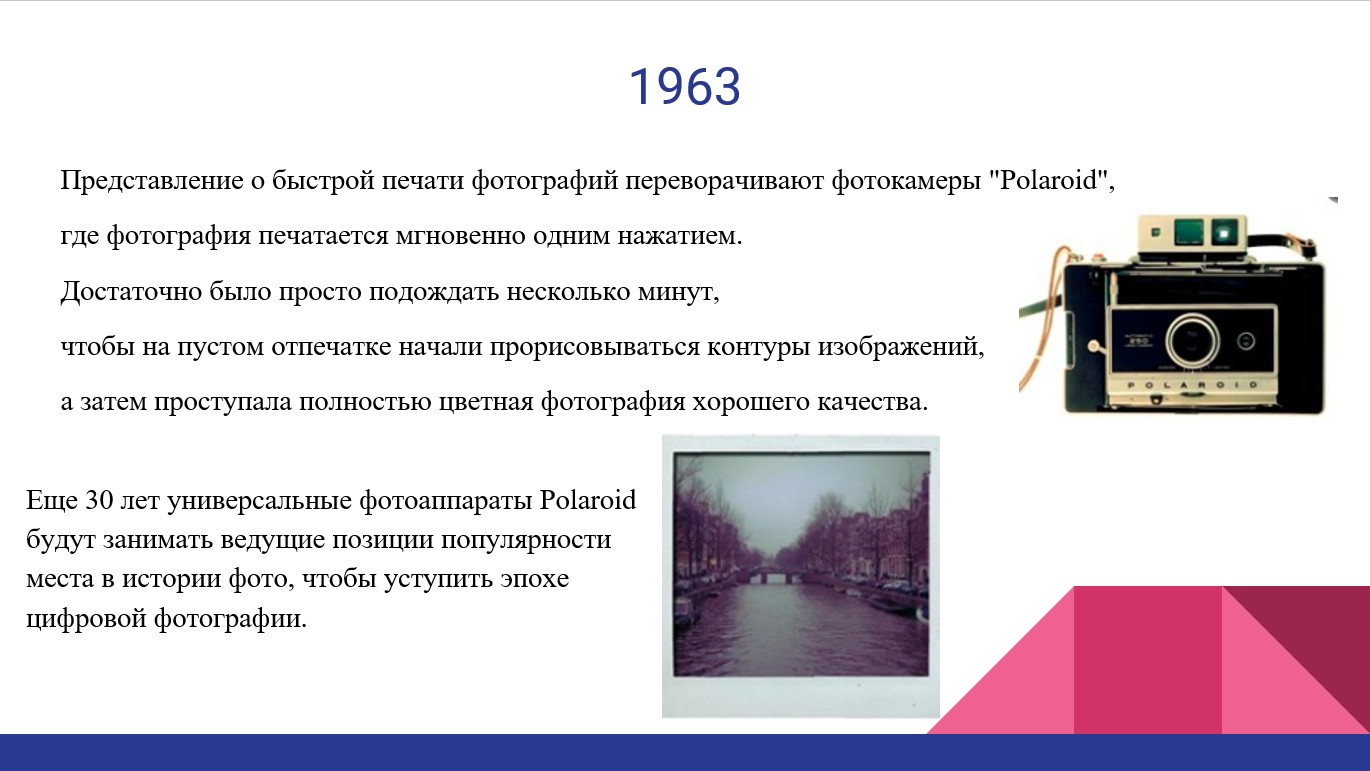 1963
Представление о быстрой печати фотографий переворачивают фотокамеры "Polaroid",
где фотография печатается мгновенно одним нажатием.
Достаточно было просто подождать несколько минут,
чтобы на пустом отпечатке начали прорисовываться контуры изображений,
а затем проступала полностью цветная фотография хорошего качества.
AUTOMATIC
250
POLAROID
Еще 30 лет универсальные фотоаппараты Polaroid
будут занимать ведущие позиции популярности
места в истории фото, чтобы уступить эпохе
цифровой фотографии.